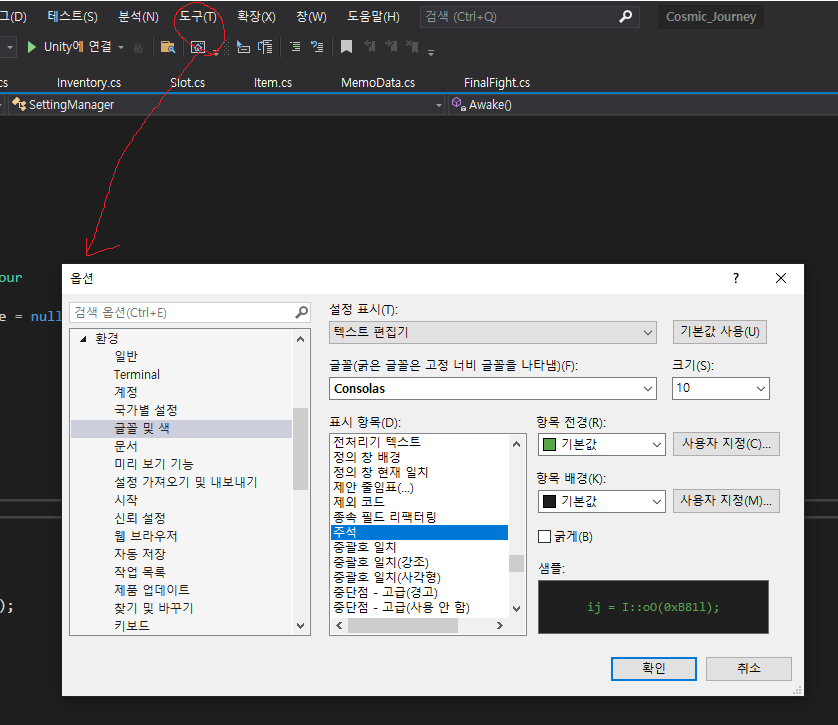 그(D) 테스트(S) 분석(N) 도구(T) 확장(X) 창(W) 도움말(H) 검색 (Ctrl+Q) Cosmic_Journey
Unity에 연결
cs Inventory.cs Slot.cs Item.cs MemoData.cs FinalFight.cs
SettingManager Awake()
our
e = null
);
옵션 ?
검색 옵션(Ctrl+E)
환경
일반
Terminal
계정
국가별 설정
글꼴 및 색
문서
미리 보기 기능
설정 가져오기 및 내보내기
시작
신뢰 설정
웹 브라우저
자동 저장
작업 목록
제품 업데이트
찾기 및 바꾸기
키보드
설정 표시(T):
텍스트 편집기 기본값 사용(U)
글꼴(굵은 글꼴은 고정 너비 글꼴을 나타냄)(F): 크기(S):
Consolas 10
표시 항목(D):
전처리기 텍스트
정의 창 배경
정의 창 현재 일치
제안 줄임표(...)
제외 코드
종속 필드 리팩터링
주석
중괄호 일치
중괄호 일치(강조)
중괄호 일치(사각형)
중단점 - 고급(경고)
중단점 - 고급(사용 안 함)
항목 전경(R):
기본값 사용자 지정(C)...
항목 배경(K):
기본값 사용자 지정(M)...
굵게(B)
샘플:
ij = I::oO(0xB81l);
확인 취소